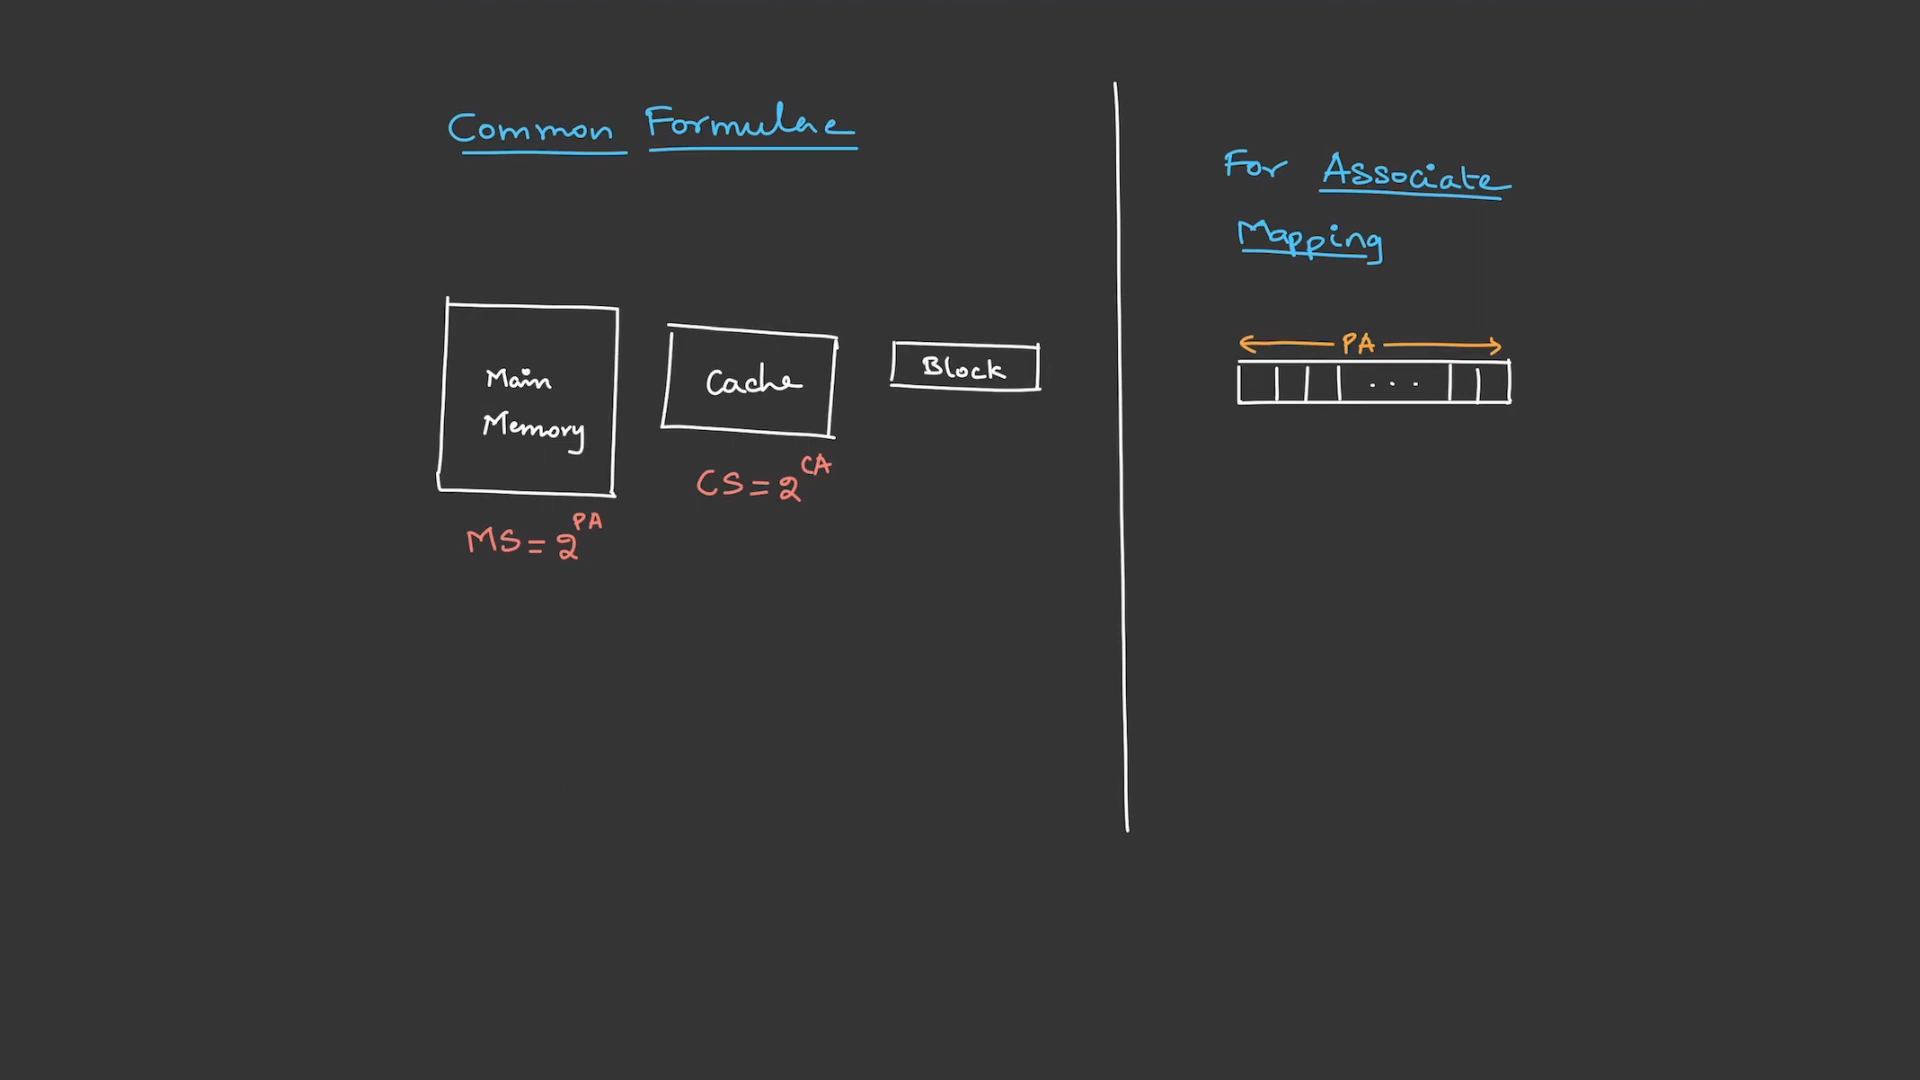 Common Formulae
Main
Memory
MS = 2^PA
Cache
CS = 2^CA
Block
For Associate
Mapping
PA
...